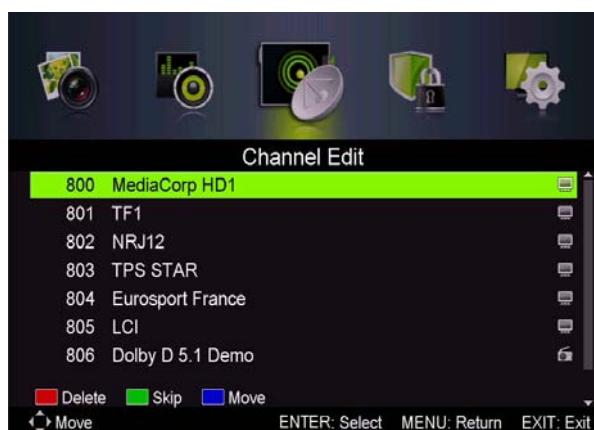 Channel Edit
800 MediaCorp HD1
801 TF1
802 NRJ12
803 TPS STAR
804 Eurosport France
805 LCI
806 Dolby D 5.1 Demo
Delete Skip Move
Move ENTER: Select MENU: Return EXIT: Exit